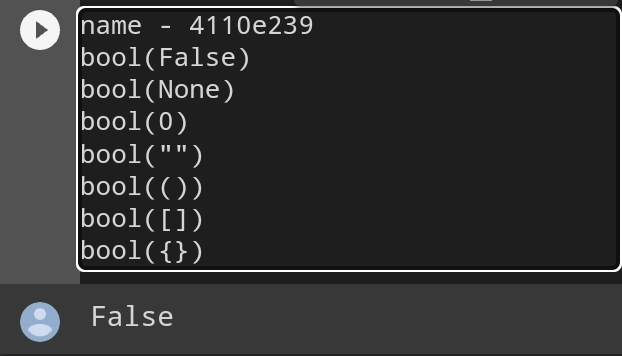 name - 4110e239
bool(False)
bool(None)
bool(0)
bool("")
bool(())
bool([])
bool({})
False